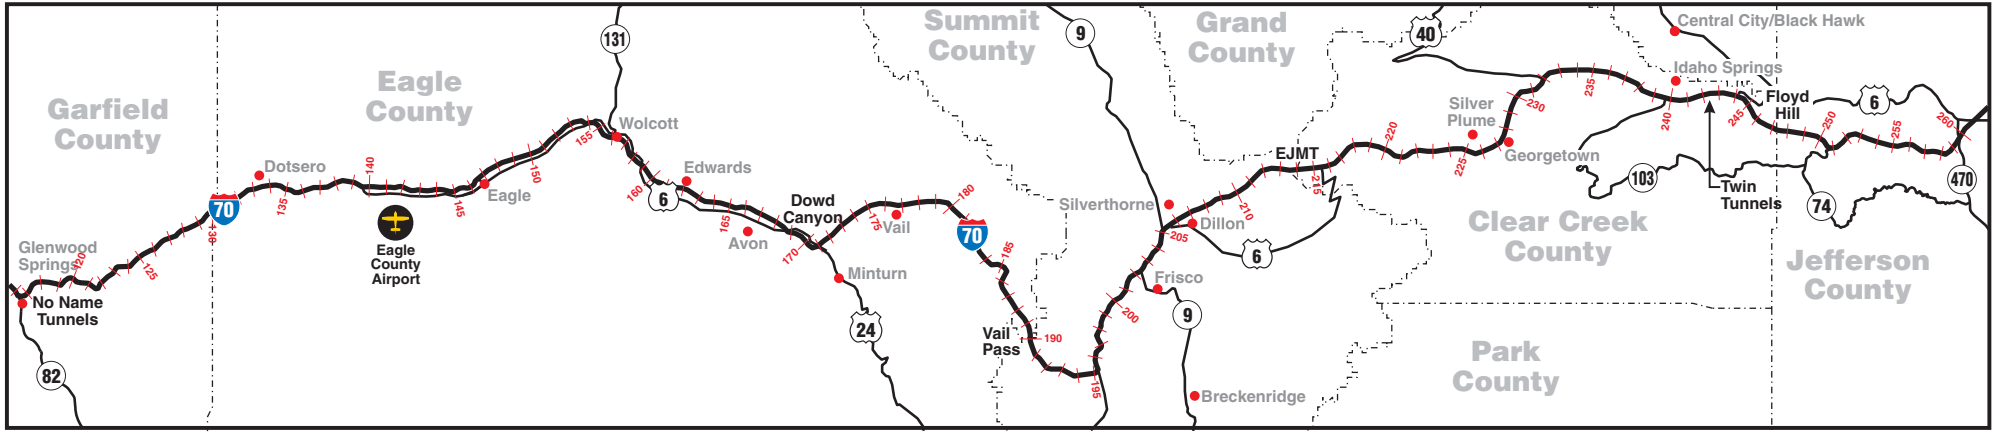 Garfield
County
Eagle
County
Summit
County
Grand
County
Clear Creek
County
Park
County
Jefferson
County
Glenwood
Springs
No Name
Tunnels
82
120
125
130
70
Dotsero
135
140
Eagle
County
Airport
145
Eagle
150
155
131
Wolcott
160
6
Edwards
165
Avon
Dowd
Canyon
170
Minturn
24
175
Vail
180
70
185
Vail
Pass
190
195
200
9
Silverthorne
205
Dillon
Frisco
9
Breckenridge
210
6
EJMT
215
220
40
Silver
Plume
225
Georgetown
230
235
Central City/Black Hawk
Idaho Springs
240
103
Twin
Tunnels
245
Floyd
Hill
250
74
6
255
260
470